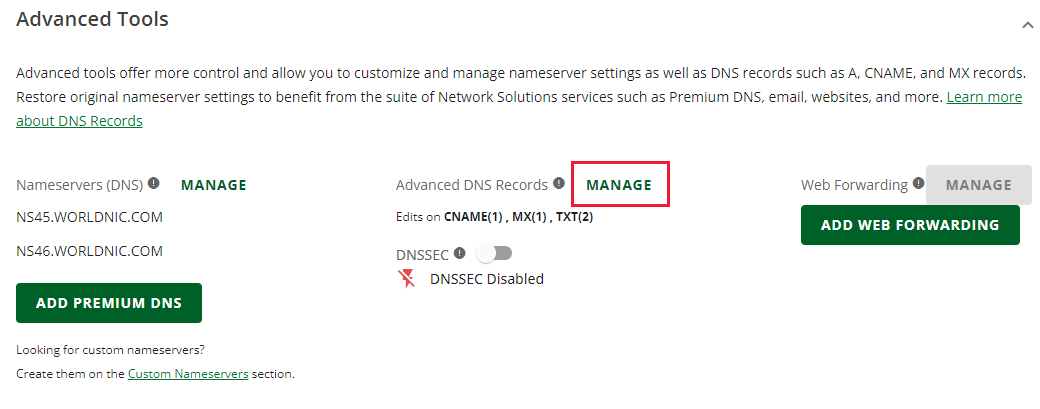 Advanced Tools
Advanced tools offer more control and allow you to customize and manage nameserver settings as well as DNS records such as A, CNAME, and MX records.
Restore original nameserver settings to benefit from the suite of Network Solutions services such as Premium DNS, email, websites, and more. Learn more
about DNS Records
Nameservers (DNS) MANAGE
NS45.WORLDNIC.COM
NS46.WORLDNIC.COM
ADD PREMIUM DNS
Looking for custom nameservers?
Create them on the Custom Nameservers section.
Advanced DNS Records MANAGE
Edits on CNAME(1) , MX(1) , TXT(2)
DNSSEC
DNSSEC Disabled
Web Forwarding MANAGE
ADD WEB FORWARDING